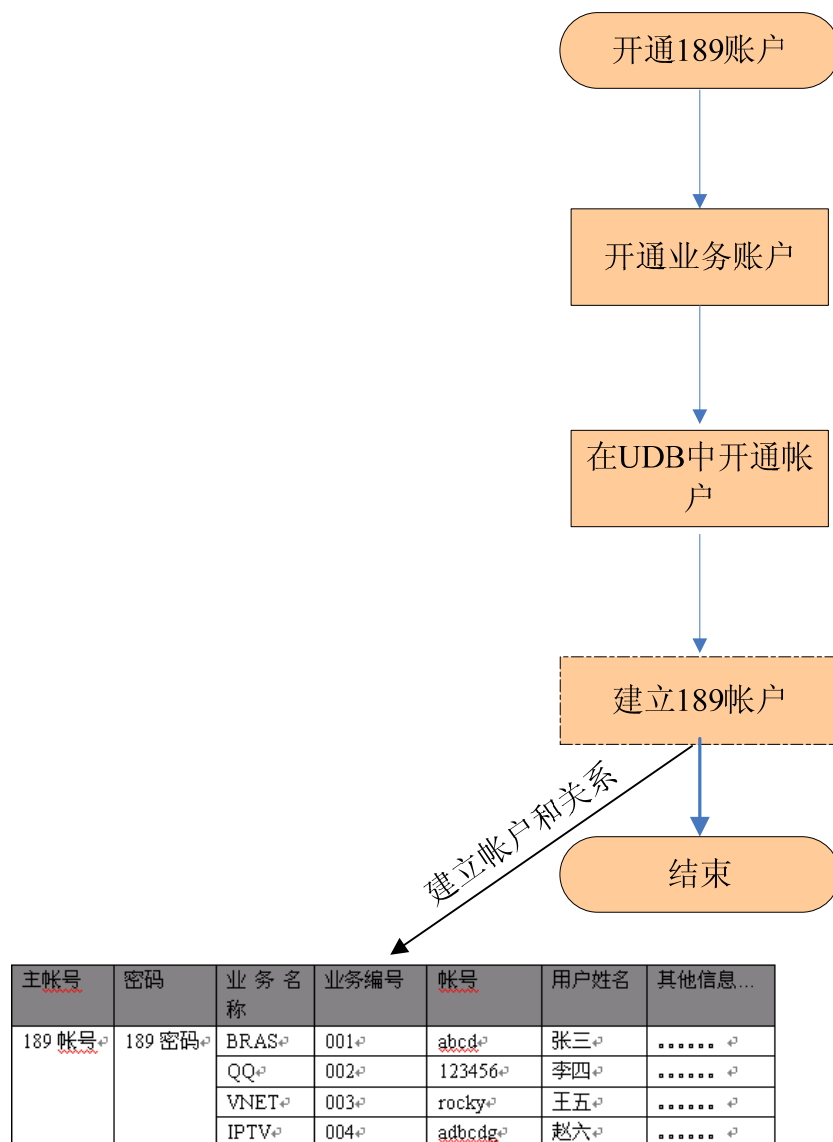 开通189账户
开通业务账户
在UDB中开通帐
户
建立189帐户
建立帐户和关系
结束
主帐号 密码 业务名称 业务编号 帐号 用户姓名 其他信息...
189帐号 189密码 BRAS 001 abcd 张三 ......
QQ 002 123456 李四 ......
VNET 003 rocky 王五 ......
IPTV 004 adbcdg 赵六 ......